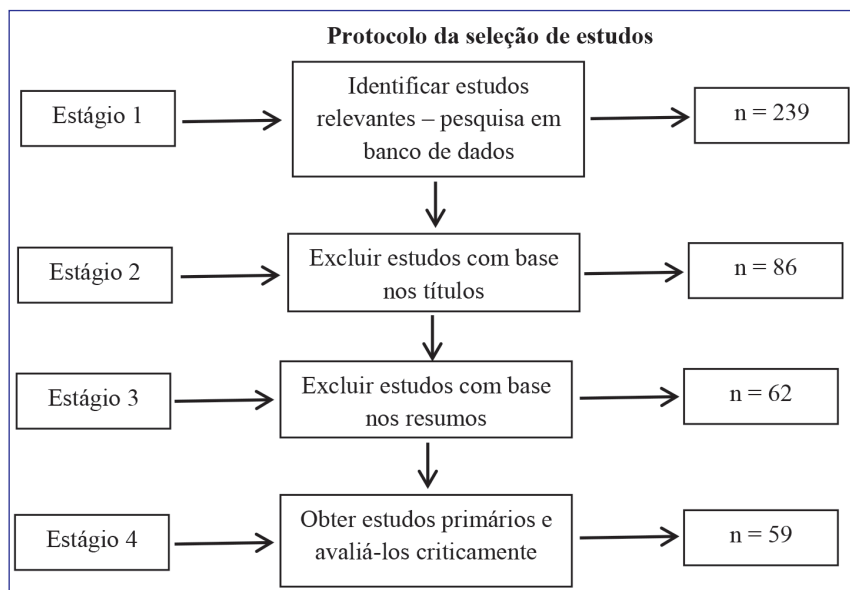 Protocolo da seleção de estudos
Estágio 1
Identificar estudos
relevantes – pesquisa em
banco de dados
n = 239
Estágio 2
Excluir estudos com base
nos títulos
n = 86
Estágio 3
Excluir estudos com base
nos resumos
n = 62
Estágio 4
Obter estudos primários e
avaliá-los criticamente
n = 59